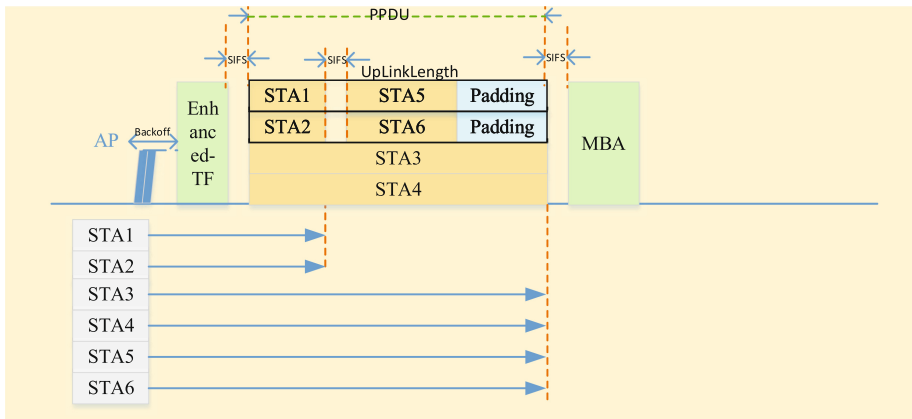 PPDU
SIFS
SIFS
SIFS
UpLinkLength
STA1
STA5
Padding
STA2
STA6
Padding
STA3
STA4
AP
Backoff
Enh
anc
ed-
TF
MBA
STA1
STA2
STA3
STA4
STA5
STA6